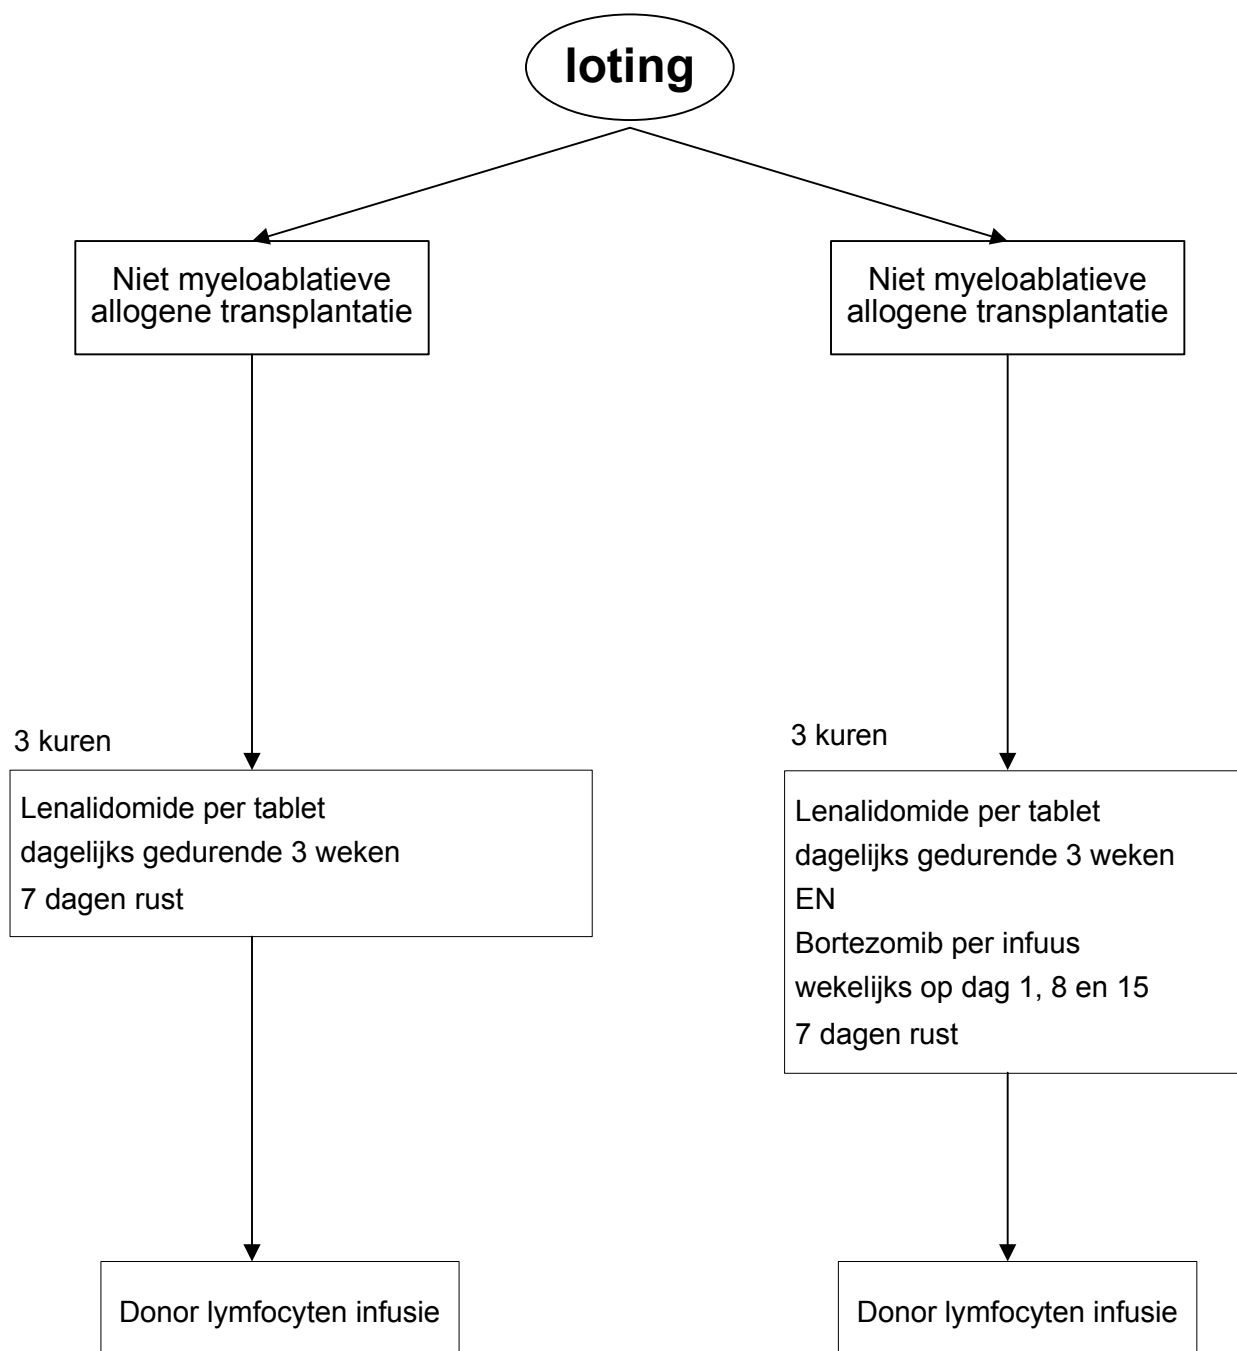 loting
Niet myeloablatieve
allogene transplantatie
Niet myeloablatieve
allogene transplantatie
3 kuren
Lenalidomide per tablet
dagelijks gedurende 3 weken
7 dagen rust
3 kuren
Lenalidomide per tablet
dagelijks gedurende 3 weken
EN
Bortezomib per infuus
wekelijks op dag 1, 8 en 15
7 dagen rust
Donor lymfocyten infusie
Donor lymfocyten infusie